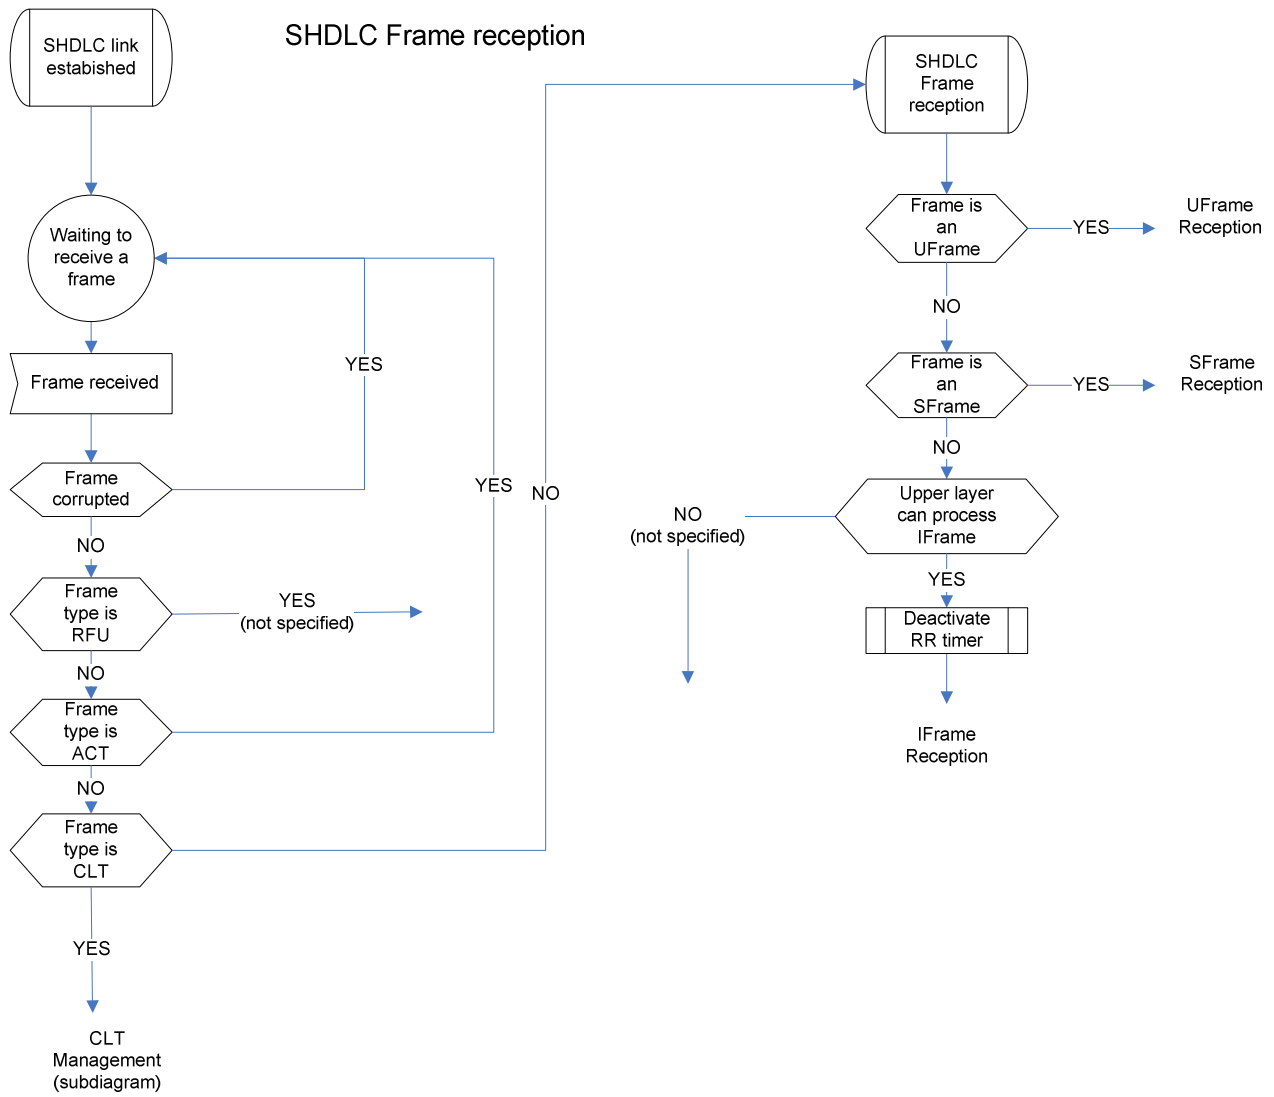 SHDLC Frame reception
SHDLC link
estabished
Waiting to
receive a
frame
Frame received
YES
Frame
corrupted
NO
Frame
type is
RFU
YES
(not specified)
NO
Frame
type is
ACT
YES
NO
Frame
type is
CLT
NO
YES
CLT
Management
(subdiagram)
SHDLC
Frame
reception
Frame is
an
UFrame
YES
UFrame
Reception
NO
Frame is
an
SFrame
YES
SFrame
Reception
NO
Upper layer
can process
IFrame
NO
(not specified)
YES
Deactivate
RR timer
IFrame
Reception